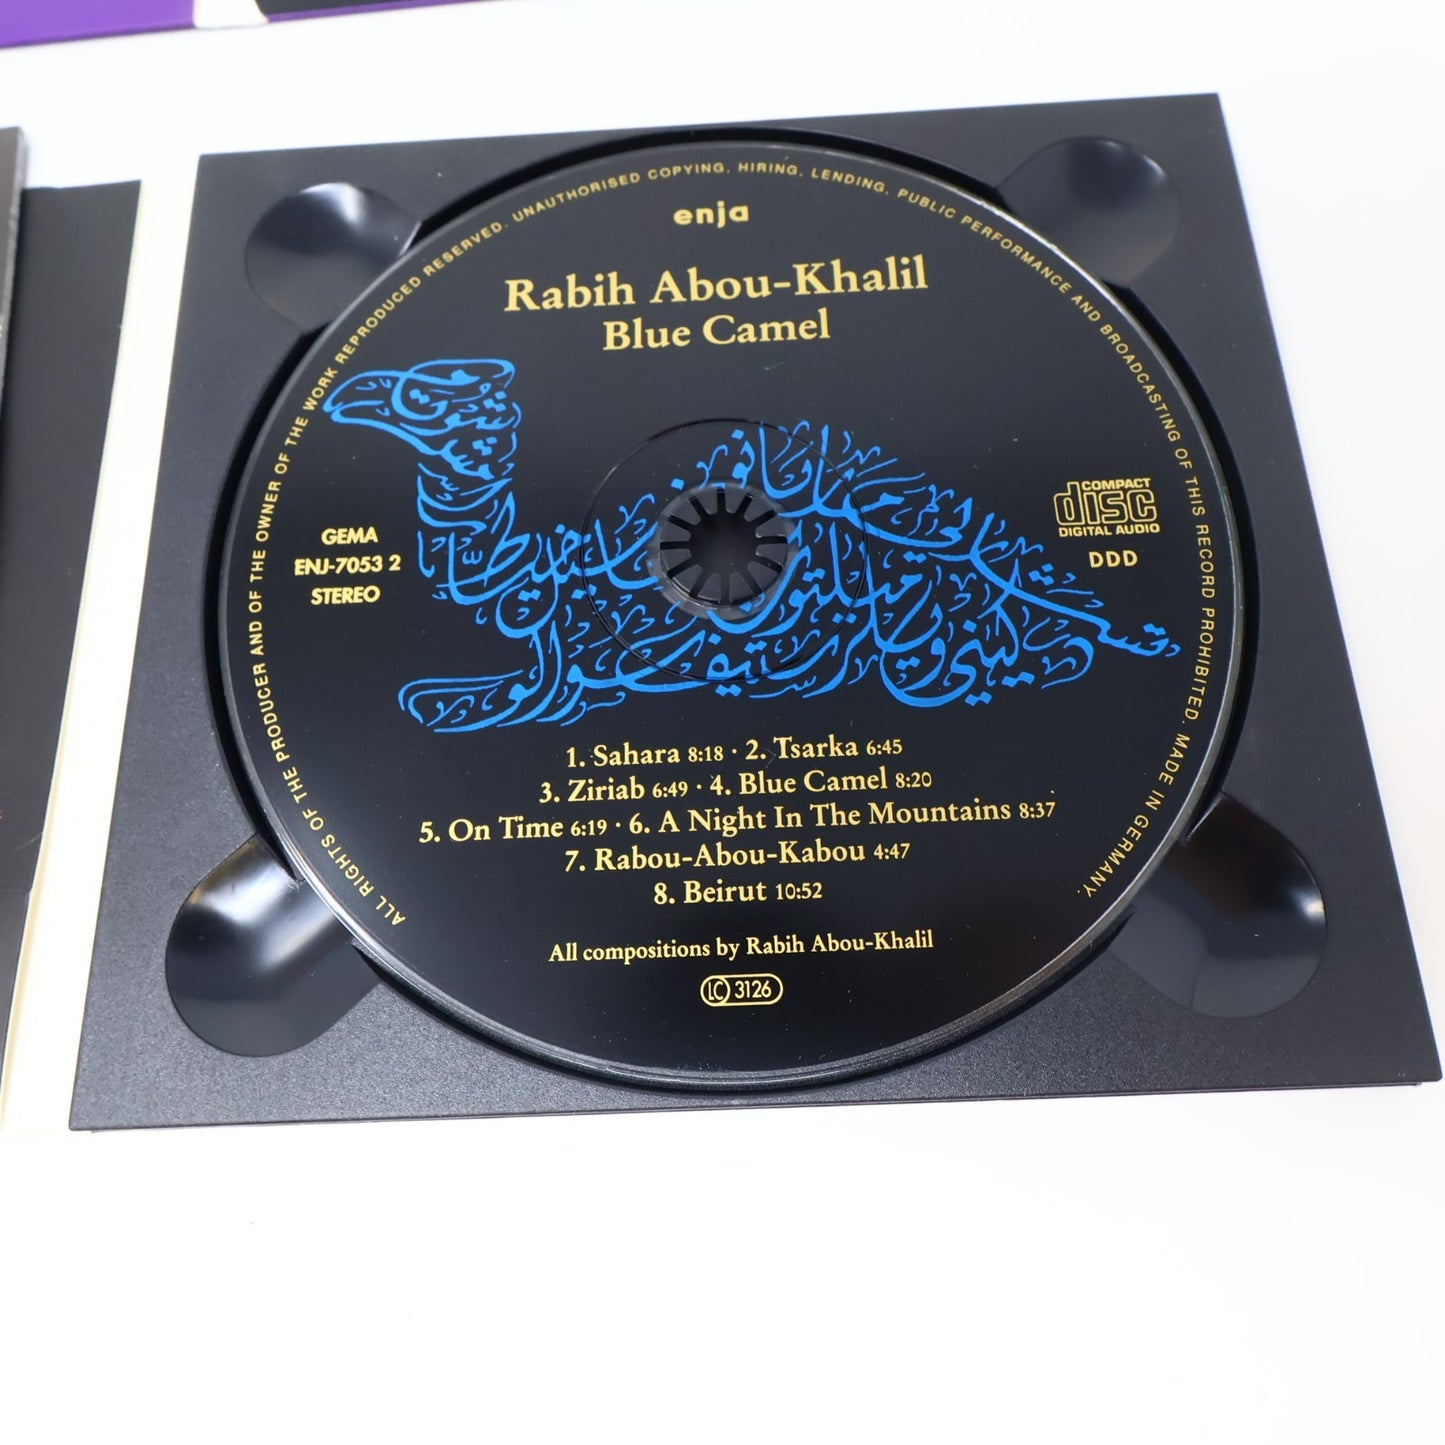 ALL RIGHTS OF THE PRODUCER AND OF THE OWNER OF THE WORK REPRODUCED RESERVED. UNAUTHORISED COPYING, HIRING, LENDING, PUBLIC PERFORMANCE AND BROADCASTING OF THIS RECORD PROHIBITED. MADE IN GERMANY.
enja
Rabih Abou-Khalil
Blue Camel
GEMA
ENJ-7053 2
STEREO
COMPACT
disc
DIGITAL AUDIO
DDD
1. Sahara 8:18 · 2. Tsarka 6:45
3. Ziriab 6:49 · 4. Blue Camel 8:20
5. On Time 6:19 · 6. A Night In The Mountains 8:37
7. Rabou-Abou-Kabou 4:47
8. Beirut 10:52
All compositions by Rabih Abou-Khalil
LC 3126